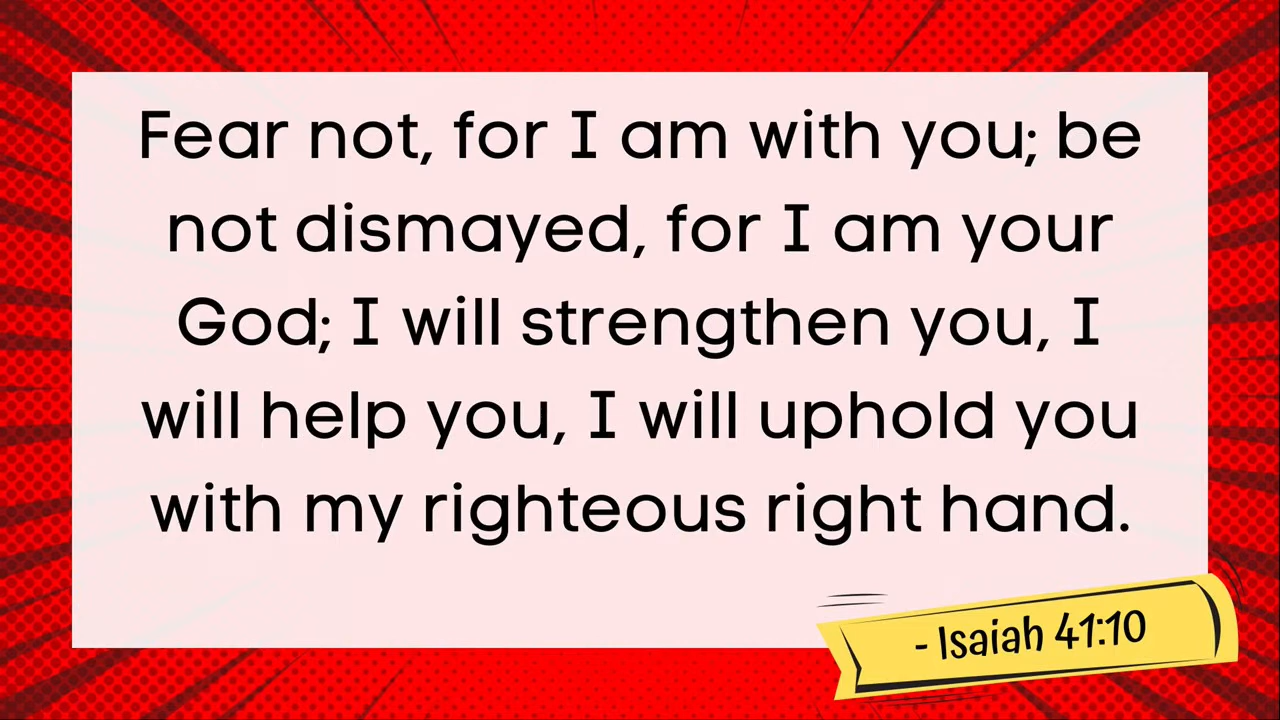 Fear not, for I am with you; be
not dismayed, for I am your
God; I will strengthen you, I
will help you, I will uphold you
with my righteous right hand.
- Isaiah 41:10